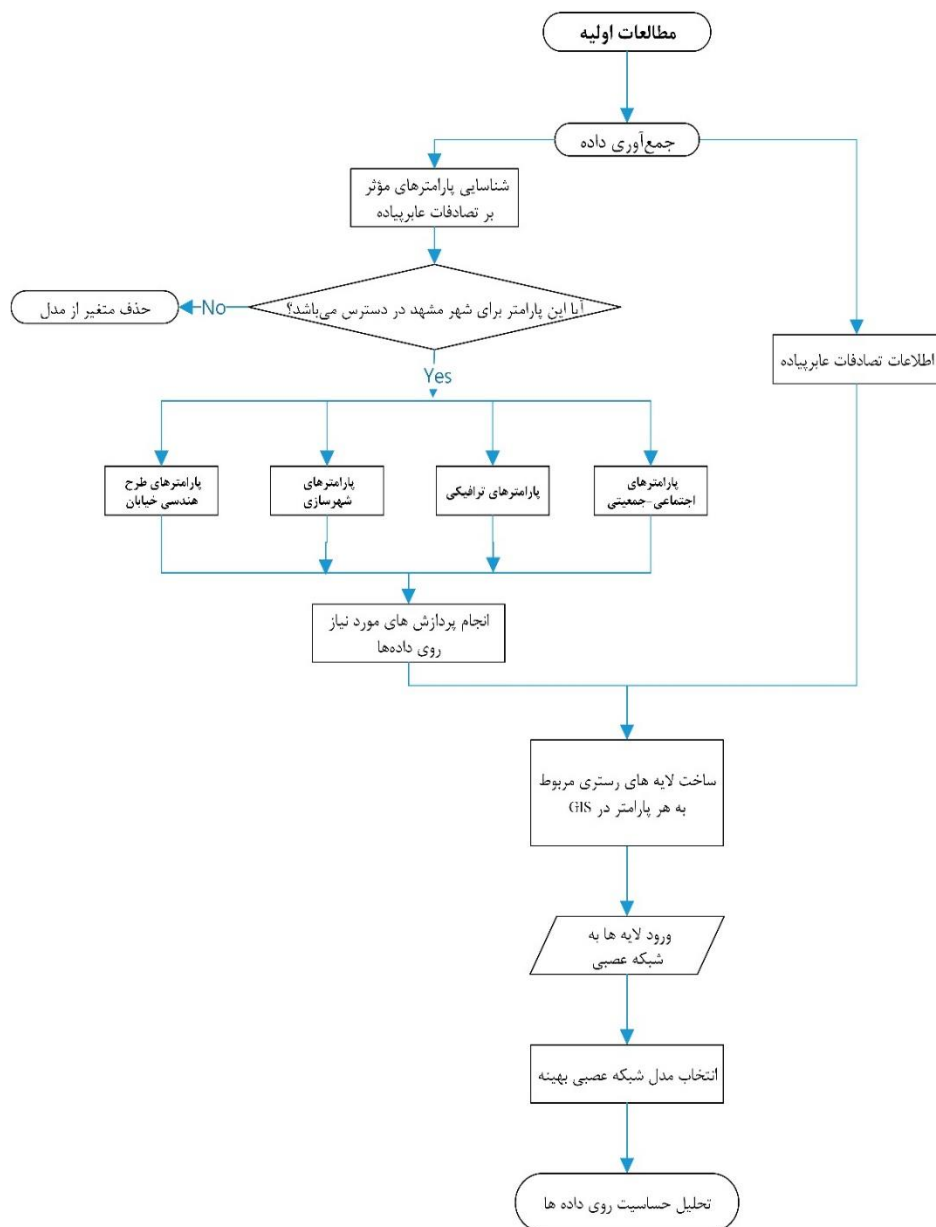 مطالعات اولیه
جمع‌آوری داده
شناسایی پارامترهای مؤثر
بر تصادفات عابرپیاده
آیا این پارامتر برای شهر مشهد در دسترس می‌باشد؟
No
حذف متغیر از مدل
اطلاعات تصادفات عابرپیاده
Yes
پارامترهای
اجتماعی-جمعیتی
پارامترهای ترافیکی
پارامترهای
شهرسازی
پارامترهای طرح
هندسی خیابان
انجام پردازش های مورد نیاز
روی داده‌ها
ساخت لایه های رستری مربوط
به هر پارامتر در GIS
ورود لایه ها به
شبکه عصبی
انتخاب مدل شبکه عصبی بهینه
تحلیل حساسیت روی داده ها